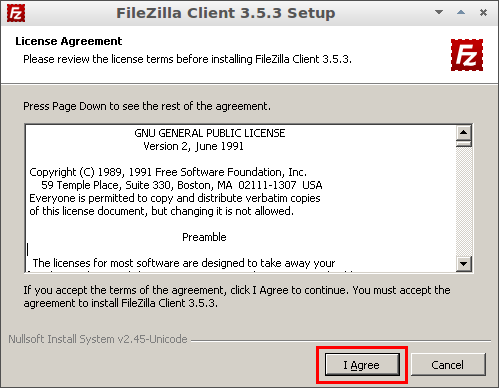 FileZilla Client 3.5.3 Setup
License Agreement
Please review the license terms before installing FileZilla Client 3.5.3.
FZ
Press Page Down to see the rest of the agreement.
GNU GENERAL PUBLIC LICENSE
Version 2, June 1991
Copyright (C) 1989, 1991 Free Software Foundation, Inc.
59 Temple Place, Suite 330, Boston, MA 02111-1307 USA
Everyone is permitted to copy and distribute verbatim copies
of this license document, but changing it is not allowed.
Preamble
The licenses for most software are designed to take away your
If you accept the terms of the agreement, click I Agree to continue. You must accept the
agreement to install FileZilla Client 3.5.3.
Nullsoft Install System v2.45-Unicode
I Agree
Cancel